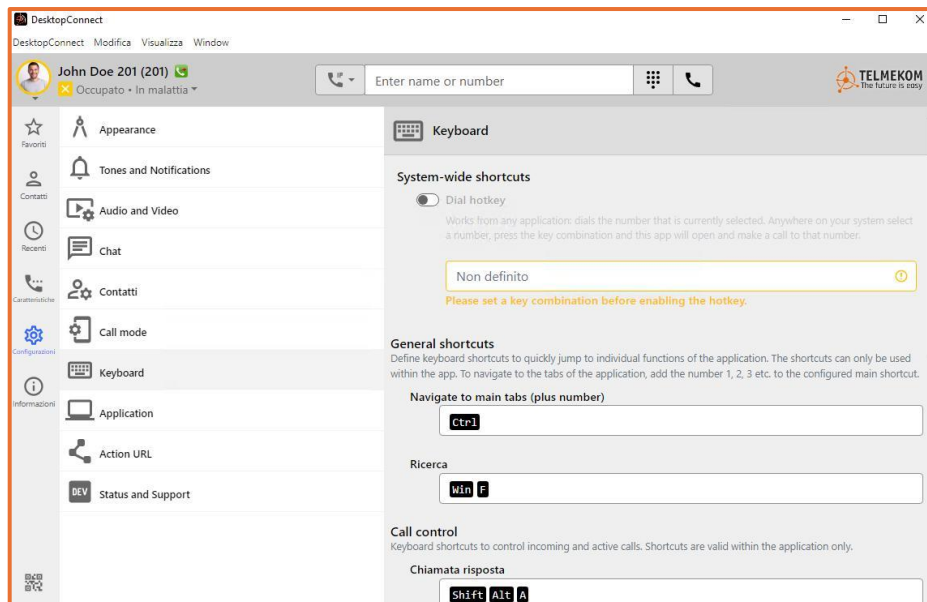 DesktopConnect
DesktopConnect Modifica Visualizza Window
John Doe 201 (201)
Occupato • In malattia
Enter name or number
TELMEKOM
The future is easy
Favoriti
Contatti
Recenti
Caratteristiche
Configurazioni
Informazioni
Appearance
Tones and Notifications
Audio and Video
Chat
Contatti
Call mode
Keyboard
Application
Action URL
DEV Status and Support
Keyboard
System-wide shortcuts
Dial hotkey
Works from any application: dials the number that is currently selected. Anywhere on your system select
a number, press the key combination and this app will open and make a call to that number.
Non definito
Please set a key combination before enabling the hotkey.
General shortcuts
Define keyboard shortcuts to quickly jump to individual functions of the application. The shortcuts can only be used
within the app. To navigate to the tabs of the application, add the number 1, 2, 3 etc. to the configured main shortcut.
Navigate to main tabs (plus number)
Ctrl
Ricerca
Win F
Call control
Keyboard shortcuts to control incoming and active calls. Shortcuts are valid within the application only.
Chiamata risposta
Shift Alt A